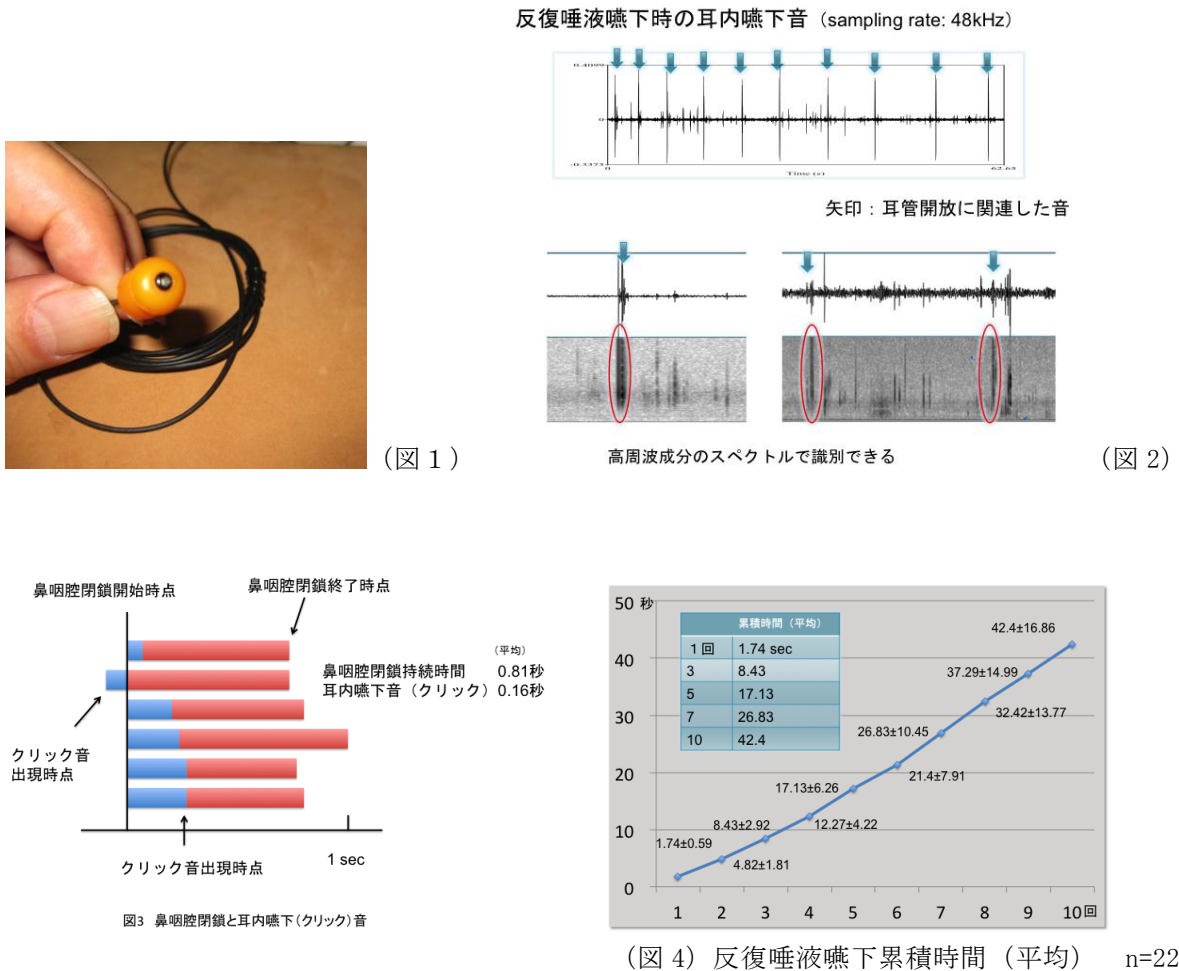 反復唾液嚥下時の耳内嚥下音（sampling rate: 48kHz）
0.4099
0
-0.3373
0
Time (s)
62.65
矢印：耳管開放に関連した音
（図１）
高周波成分のスペクトルで識別できる
（図 2）
鼻咽腔閉鎖開始時点
鼻咽腔閉鎖終了時点
（平均）
鼻咽腔閉鎖持続時間 0.81秒
耳内嚥下音（クリック）0.16秒
クリック音
出現時点
クリック音出現時点
1 sec
図3 鼻咽腔閉鎖と耳内嚥下（クリック）音
50 秒
40
30
20
10
0
累積時間（平均）
1 回 1.74 sec
3 8.43
5 17.13
7 26.83
10 42.4
42.4±16.86
37.29±14.99
32.42±13.77
26.83±10.45
21.4±7.91
17.13±6.26
12.27±4.22
8.43±2.92
4.82±1.81
1.74±0.59
1 2 3 4 5 6 7 8 9 10回
（図 4）反復唾液嚥下累積時間（平均） n=22